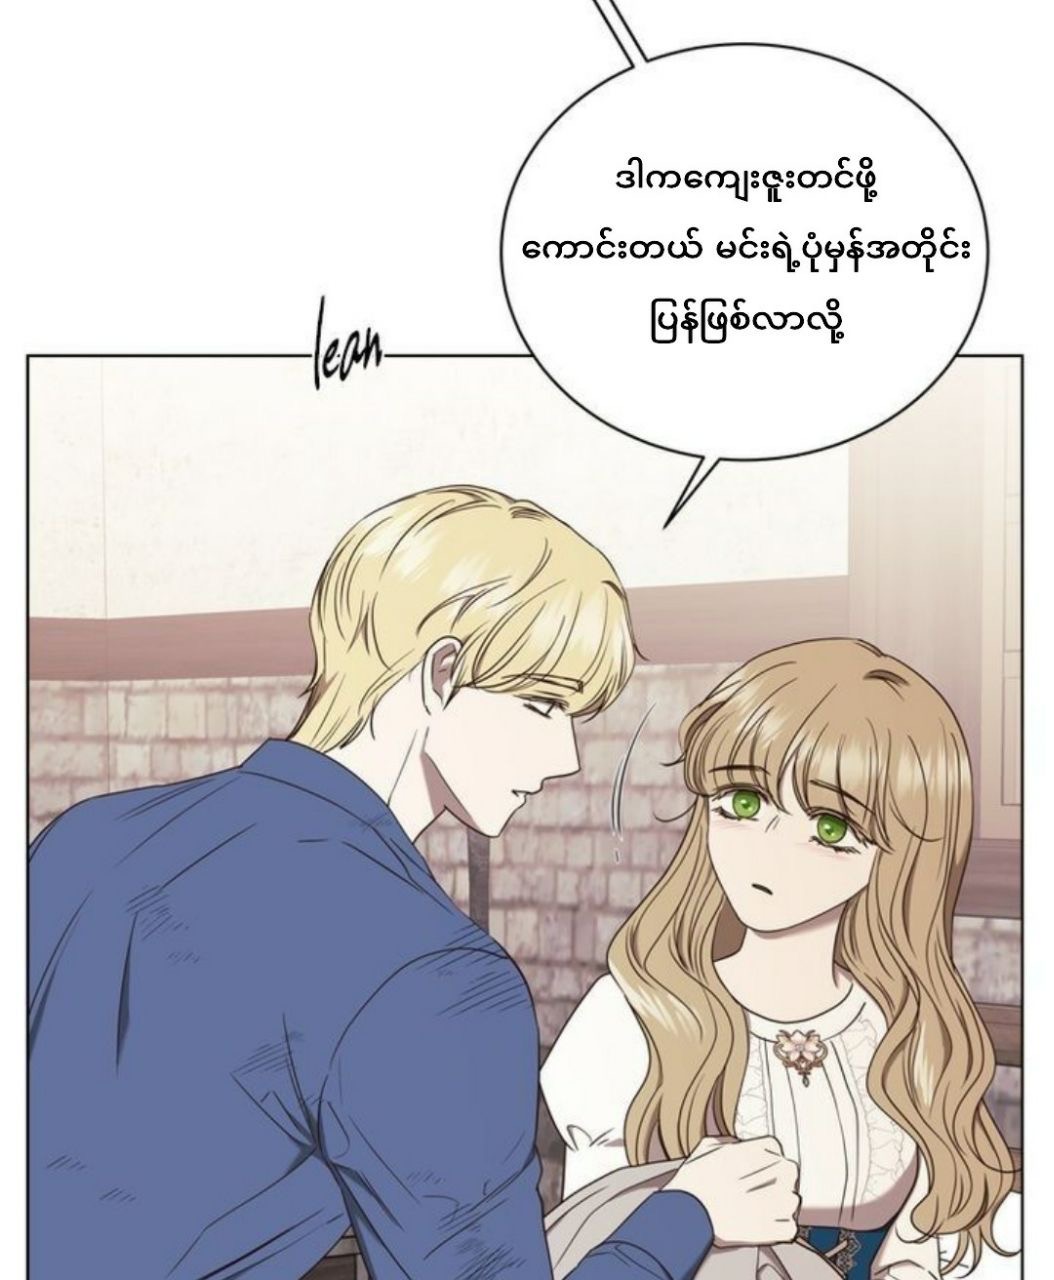 ဒါကကျေးဇူးတင်ဖို့
ကောင်းတယ် မင်းရဲ့ပုံမှန်အတိုင်း
ပြန်ဖြစ်လာလို့
lean